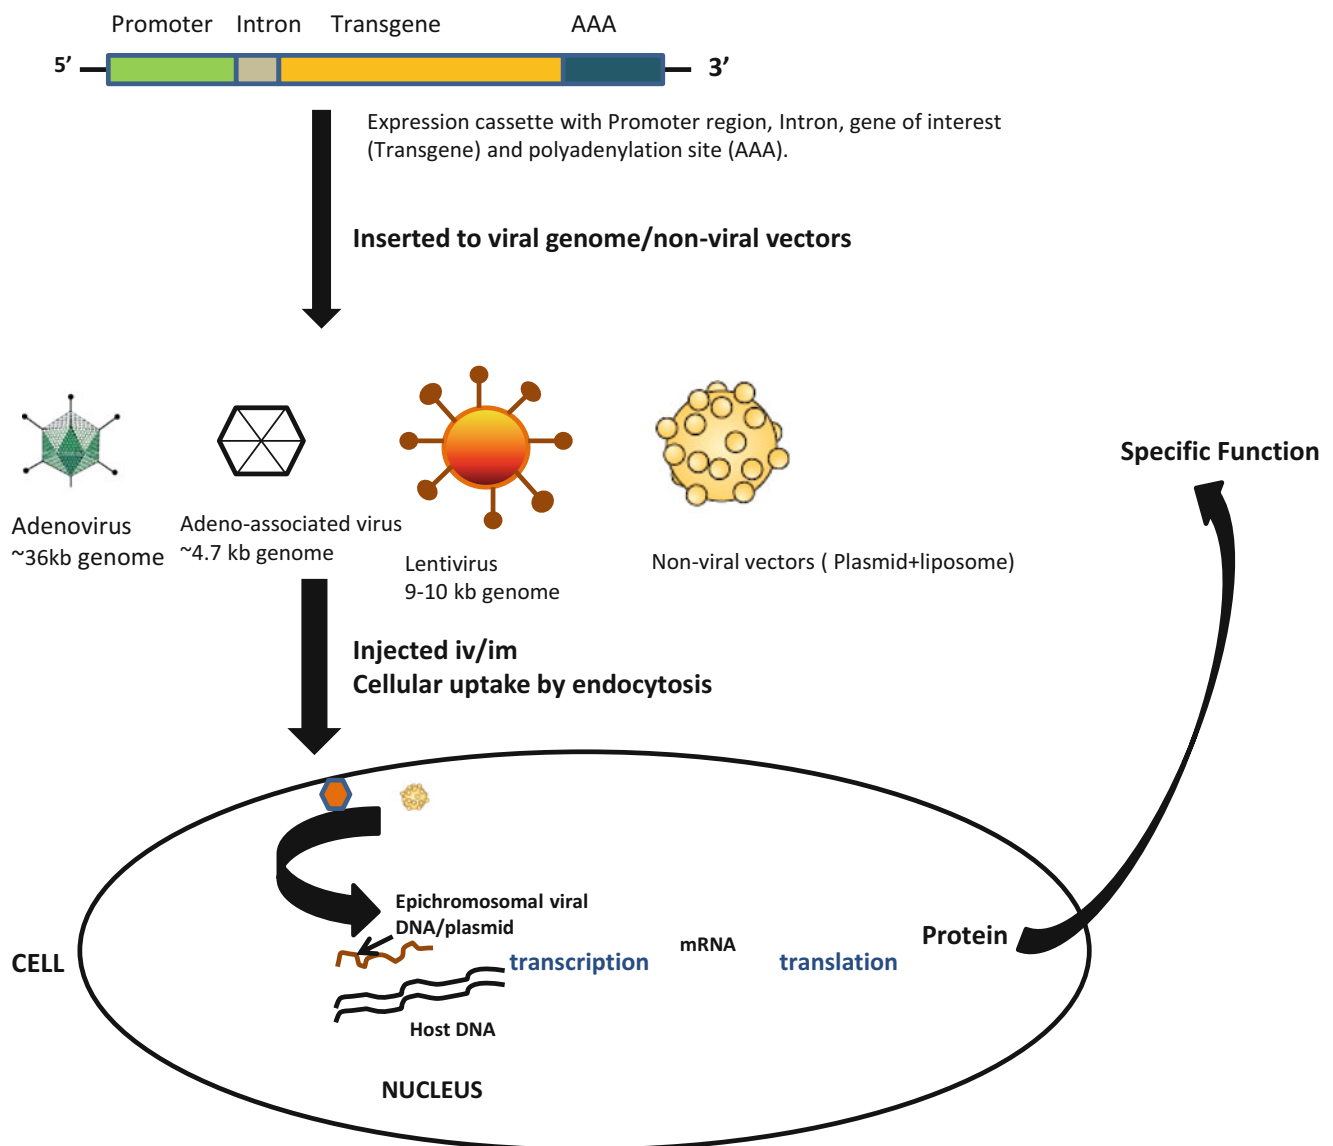 Promoter Intron Transgene AAA
5’ 3’
Expression cassette with Promoter region, Intron, gene of interest
(Transgene) and polyadenylation site (AAA).
Inserted to viral genome/non-viral vectors
Specific Function
Adenovirus
~36kb genome
Adeno-associated virus
~4.7 kb genome
Lentivirus
9-10 kb genome
Non-viral vectors ( Plasmid+liposome)
Injected iv/im
Cellular uptake by endocytosis
Epichromosomal viral
DNA/plasmid
CELL
transcription
mRNA
translation
Protein
Host DNA
NUCLEUS